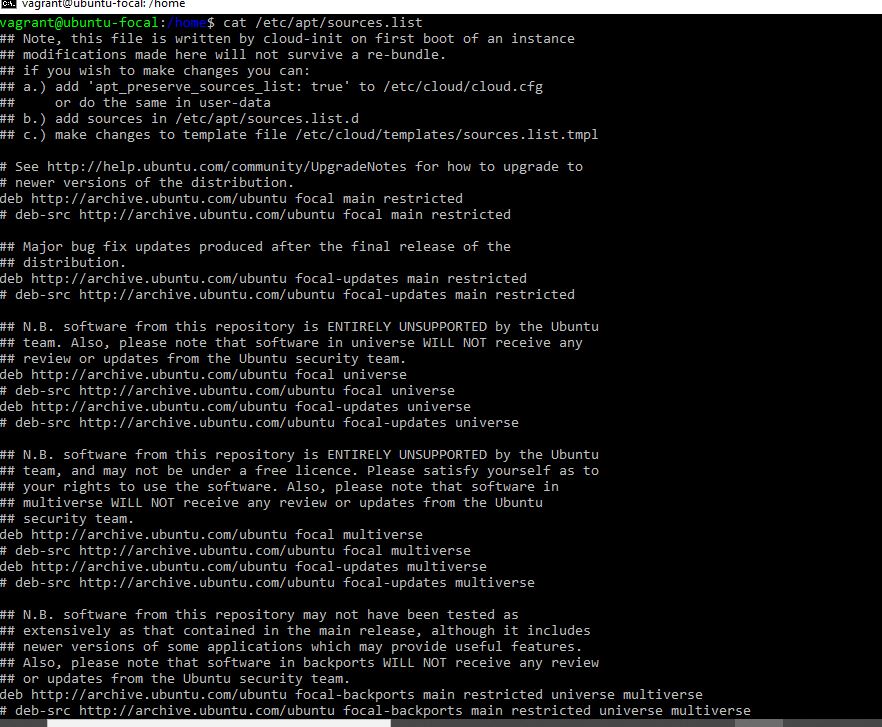 vagrant@ubuntu-focal: /home
vagrant@ubuntu-focal:/home$ cat /etc/apt/sources.list
## Note, this file is written by cloud-init on first boot of an instance
## modifications made here will not survive a re-bundle.
## if you wish to make changes you can:
## a.) add 'apt_preserve_sources_list: true' to /etc/cloud/cloud.cfg
##     or do the same in user-data
## b.) add sources in /etc/apt/sources.list.d
## c.) make changes to template file /etc/cloud/templates/sources.list.tmpl

# See http://help.ubuntu.com/community/UpgradeNotes for how to upgrade to
# newer versions of the distribution.
deb http://archive.ubuntu.com/ubuntu focal main restricted
# deb-src http://archive.ubuntu.com/ubuntu focal main restricted

## Major bug fix updates produced after the final release of the
## distribution.
deb http://archive.ubuntu.com/ubuntu focal-updates main restricted
# deb-src http://archive.ubuntu.com/ubuntu focal-updates main restricted

## N.B. software from this repository is ENTIRELY UNSUPPORTED by the Ubuntu
## team. Also, please note that software in universe WILL NOT receive any
## review or updates from the Ubuntu security team.
deb http://archive.ubuntu.com/ubuntu focal universe
# deb-src http://archive.ubuntu.com/ubuntu focal universe
deb http://archive.ubuntu.com/ubuntu focal-updates universe
# deb-src http://archive.ubuntu.com/ubuntu focal-updates universe

## N.B. software from this repository is ENTIRELY UNSUPPORTED by the Ubuntu
## team, and may not be under a free licence. Please satisfy yourself as to
## your rights to use the software. Also, please note that software in
## multiverse WILL NOT receive any review or updates from the Ubuntu
## security team.
deb http://archive.ubuntu.com/ubuntu focal multiverse
# deb-src http://archive.ubuntu.com/ubuntu focal multiverse
deb http://archive.ubuntu.com/ubuntu focal-updates multiverse
# deb-src http://archive.ubuntu.com/ubuntu focal-updates multiverse

## N.B. software from this repository may not have been tested as
## extensively as that contained in the main release, although it includes
## newer versions of some applications which may provide useful features.
## Also, please note that software in backports WILL NOT receive any review
## or updates from the Ubuntu security team.
deb http://archive.ubuntu.com/ubuntu focal-backports main restricted universe multiverse
# deb-src http://archive.ubuntu.com/ubuntu focal-backports main restricted universe multiverse